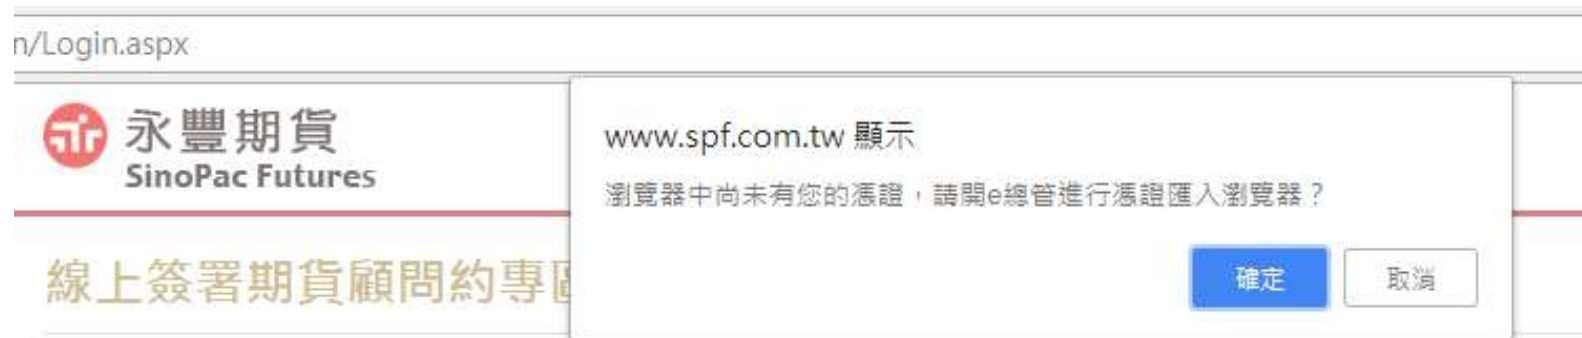 n/Login.aspx
永豐期貨
SinoPac Futures
www.spf.com.tw 顯示
瀏覽器中尚未有您的憑證，請開e總管進行憑證匯入瀏覽器？
確定
取消
線上簽署期貨顧問約專區